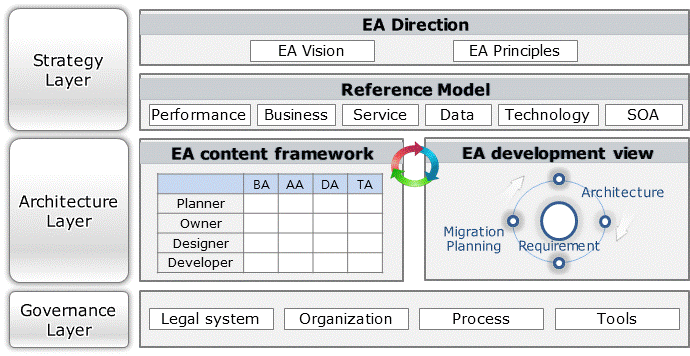 Strategy
Layer
EA Direction
EA Vision
EA Principles
Reference Model
Performance
Business
Service
Data
Technology
SOA
Architecture
Layer
EA content framework
BA AA DA TA
Planner
Owner
Designer
Developer
EA development view
Architecture
Migration
Planning
Requirement
Governance
Layer
Legal system
Organization
Process
Tools